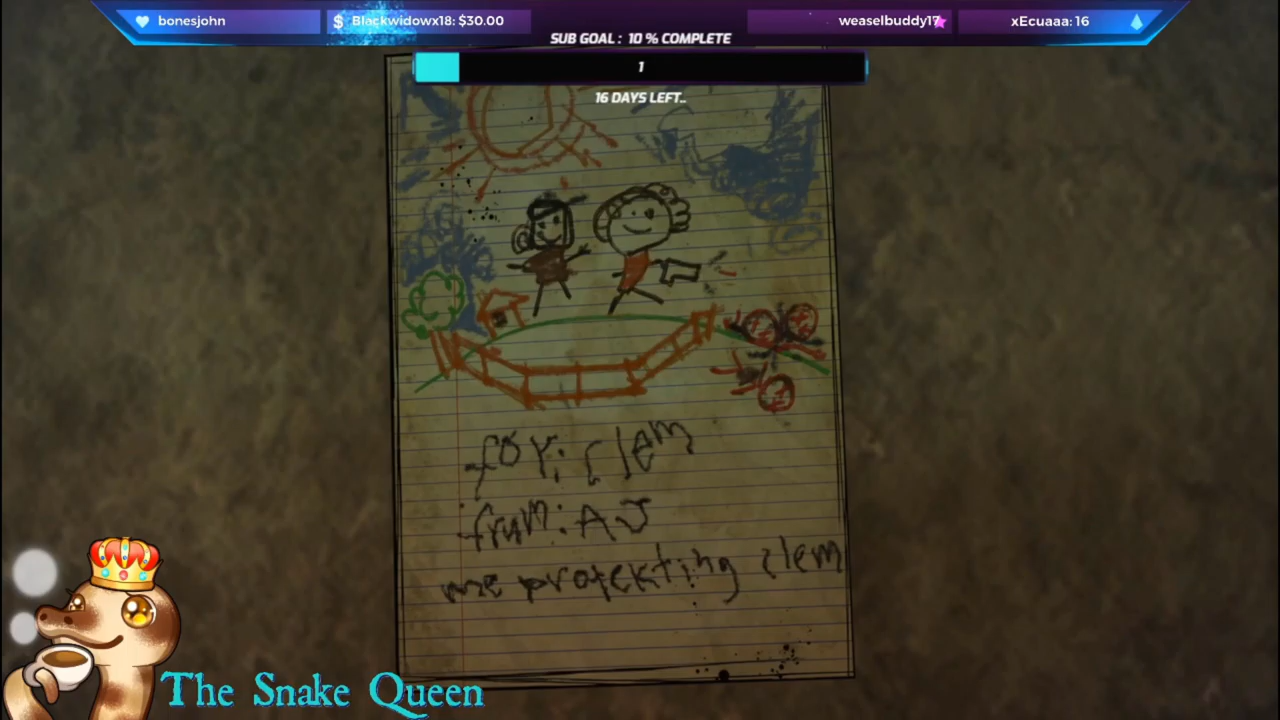 bonesjohn
Blackwidowx18: $30.00
weaselbuddy17
xEcuaaa: 16
SUB GOAL : 10 % COMPLETE
1
16 DAYS LEFT..
for: clem
frum: AJ
me protekting clem
The Snake Queen